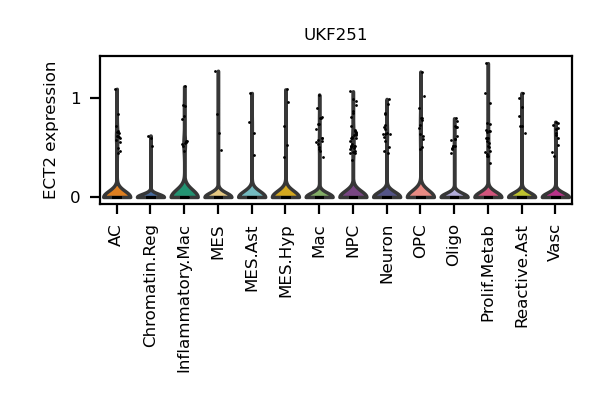 UKF251
ECT2 expression
1
0
AC
Chromatin.Reg
Inflammatory.Mac
MES
MES.Ast
MES.Hyp
Mac
NPC
Neuron
OPC
Oligo
Prolif.Metab
Reactive.Ast
Vasc